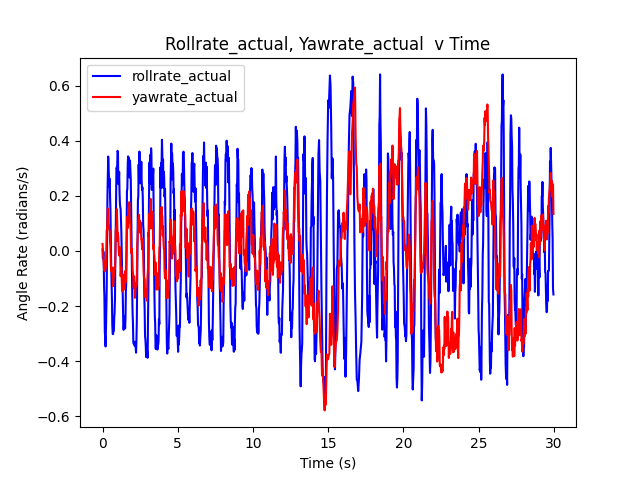 Rollrate_actual, Yawrate_actual  v Time
rollrate_actual
yawrate_actual
0.6
0.4
0.2
0.0
−0.2
−0.4
−0.6
Angle Rate (radians/s)
0 5 10 15 20 25 30
Time (s)